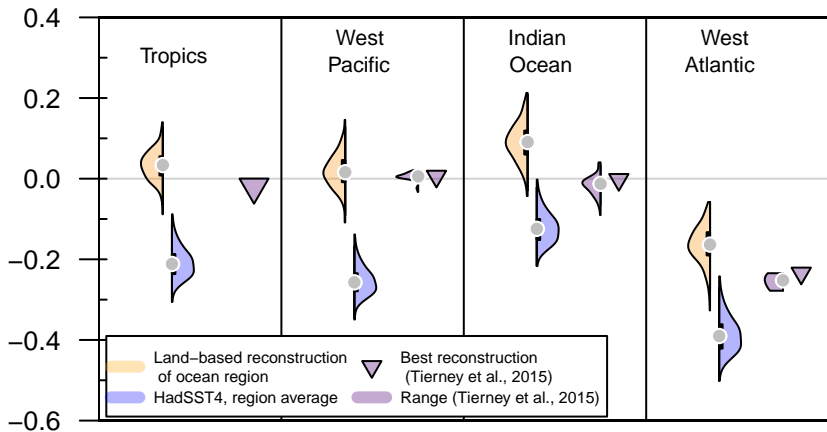 0.4
0.2
0.0
−0.2
−0.4
−0.6
Tropics
West
Pacific
Indian
Ocean
West
Atlantic
Land−based reconstruction
of ocean region
HadSST4, region average
Best reconstruction
(Tierney et al., 2015)
Range (Tierney et al., 2015)